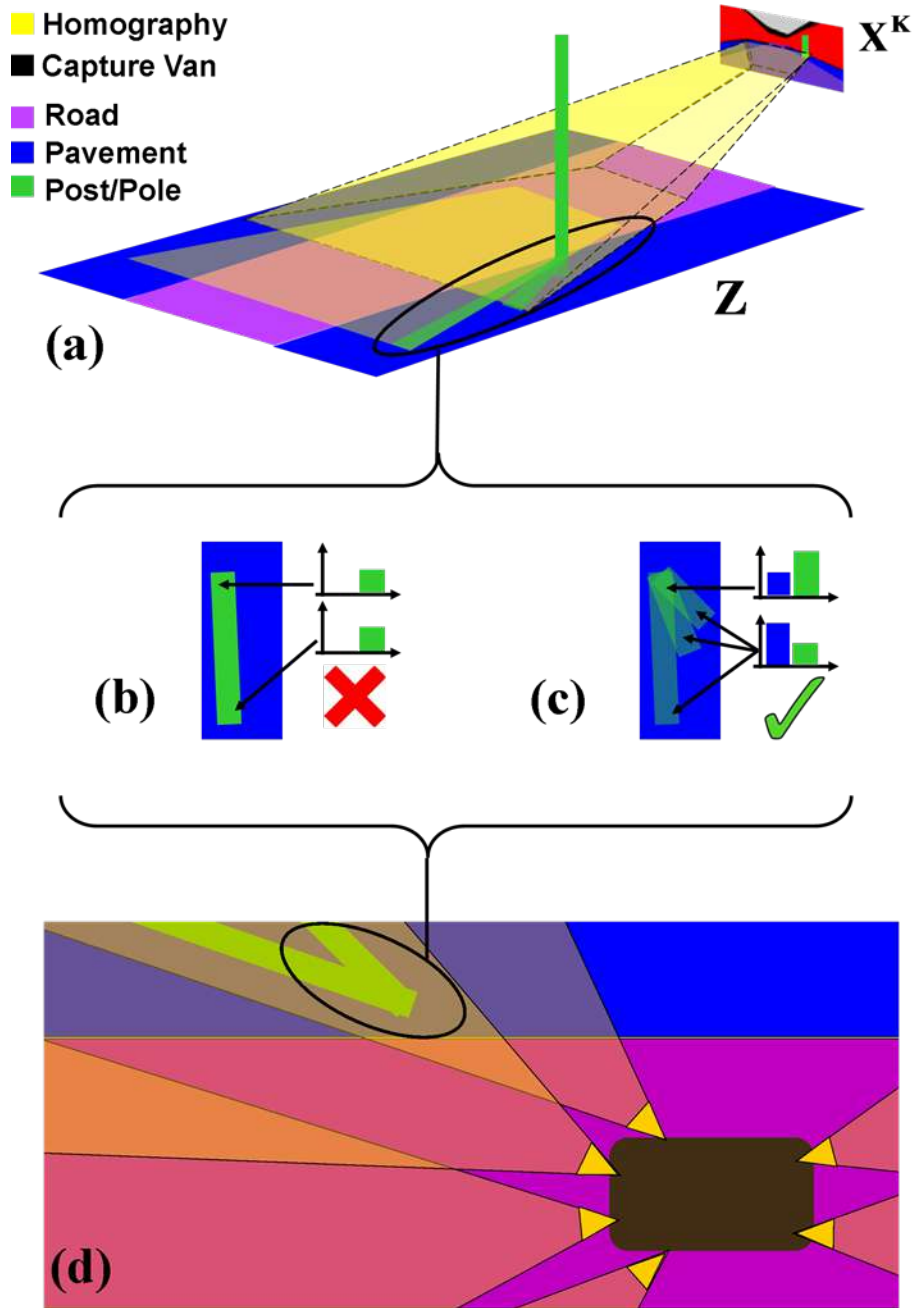 Homography
Capture Van
Road
Pavement
Post/Pole
X^K
Z
(a)
(b)
(c)
(d)